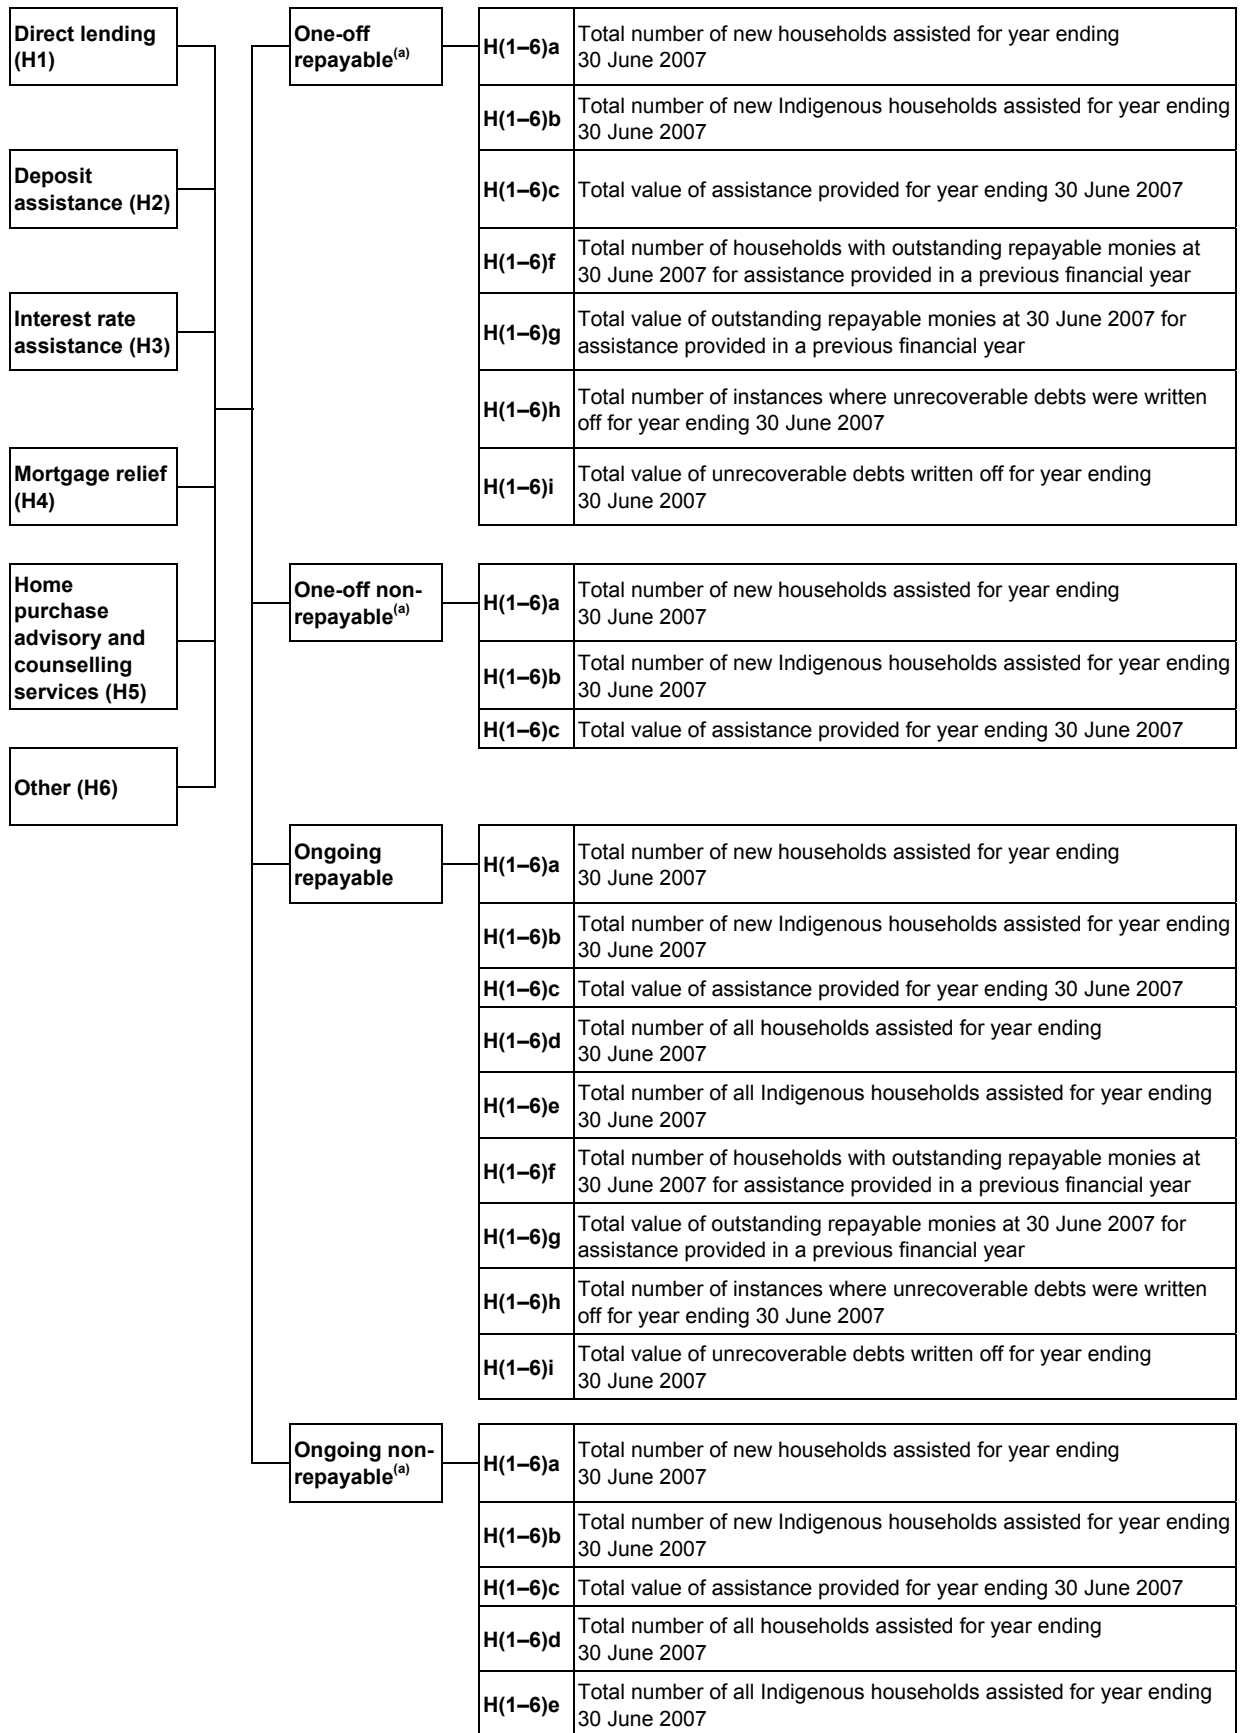 Direct lending
(H1)
Deposit
assistance (H2)
Interest rate
assistance (H3)
Mortgage relief
(H4)
Home
purchase
advisory and
counselling
services (H5)
Other (H6)
One-off
repayable(a)
H(1–6)a
Total number of new households assisted for year ending
30 June 2007
H(1–6)b
Total number of new Indigenous households assisted for year ending
30 June 2007
H(1–6)c
Total value of assistance provided for year ending 30 June 2007
H(1–6)f
Total number of households with outstanding repayable monies at
30 June 2007 for assistance provided in a previous financial year
H(1–6)g
Total value of outstanding repayable monies at 30 June 2007 for
assistance provided in a previous financial year
H(1–6)h
Total number of instances where unrecoverable debts were written
off for year ending 30 June 2007
H(1–6)i
Total value of unrecoverable debts written off for year ending
30 June 2007
One-off non-
repayable(a)
H(1–6)a
Total number of new households assisted for year ending
30 June 2007
H(1–6)b
Total number of new Indigenous households assisted for year ending
30 June 2007
H(1–6)c
Total value of assistance provided for year ending 30 June 2007
Ongoing
repayable
H(1–6)a
Total number of new households assisted for year ending
30 June 2007
H(1–6)b
Total number of new Indigenous households assisted for year ending
30 June 2007
H(1–6)c
Total value of assistance provided for year ending 30 June 2007
H(1–6)d
Total number of all households assisted for year ending
30 June 2007
H(1–6)e
Total number of all Indigenous households assisted for year ending
30 June 2007
H(1–6)f
Total number of households with outstanding repayable monies at
30 June 2007 for assistance provided in a previous financial year
H(1–6)g
Total value of outstanding repayable monies at 30 June 2007 for
assistance provided in a previous financial year
H(1–6)h
Total number of instances where unrecoverable debts were written
off for year ending 30 June 2007
H(1–6)i
Total value of unrecoverable debts written off for year ending
30 June 2007
Ongoing non-
repayable(a)
H(1–6)a
Total number of new households assisted for year ending
30 June 2007
H(1–6)b
Total number of new Indigenous households assisted for year ending
30 June 2007
H(1–6)c
Total value of assistance provided for year ending 30 June 2007
H(1–6)d
Total number of all households assisted for year ending
30 June 2007
H(1–6)e
Total number of all Indigenous households assisted for year ending
30 June 2007